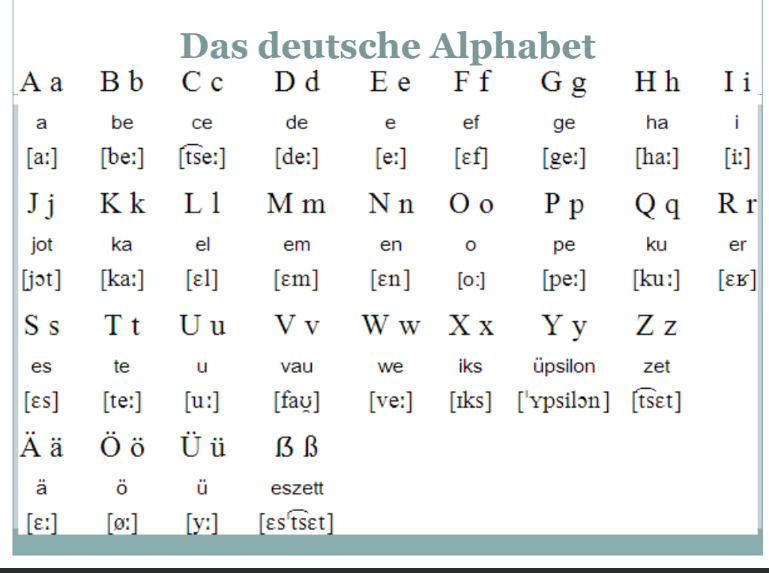 Das deutsche Alphabet
A a B b C c D d E e F f G g H h I i
a be ce de e ef ge ha i
[aː] [beː] [t͡seː] [deː] [eː] [ɛf] [geː] [haː] [iː]
J j K k L l M m N n O o P p Q q R r
jot ka el em en o pe ku er
[jɔt] [kaː] [ɛl] [ɛm] [ɛn] [oː] [peː] [kuː] [ɛʁ]
S s T t U u V v W w X x Y y Z z
es te u vau we iks üpsilon zet
[ɛs] [teː] [uː] [faʊ̯] [veː] [ɪks] [ˈʏpsilɔn] [t͡sɛt]
Ä ä Ö ö Ü ü ẞ ß
ä ö ü eszett
[ɛː] [øː] [yː] [ɛsˈt͡sɛt]